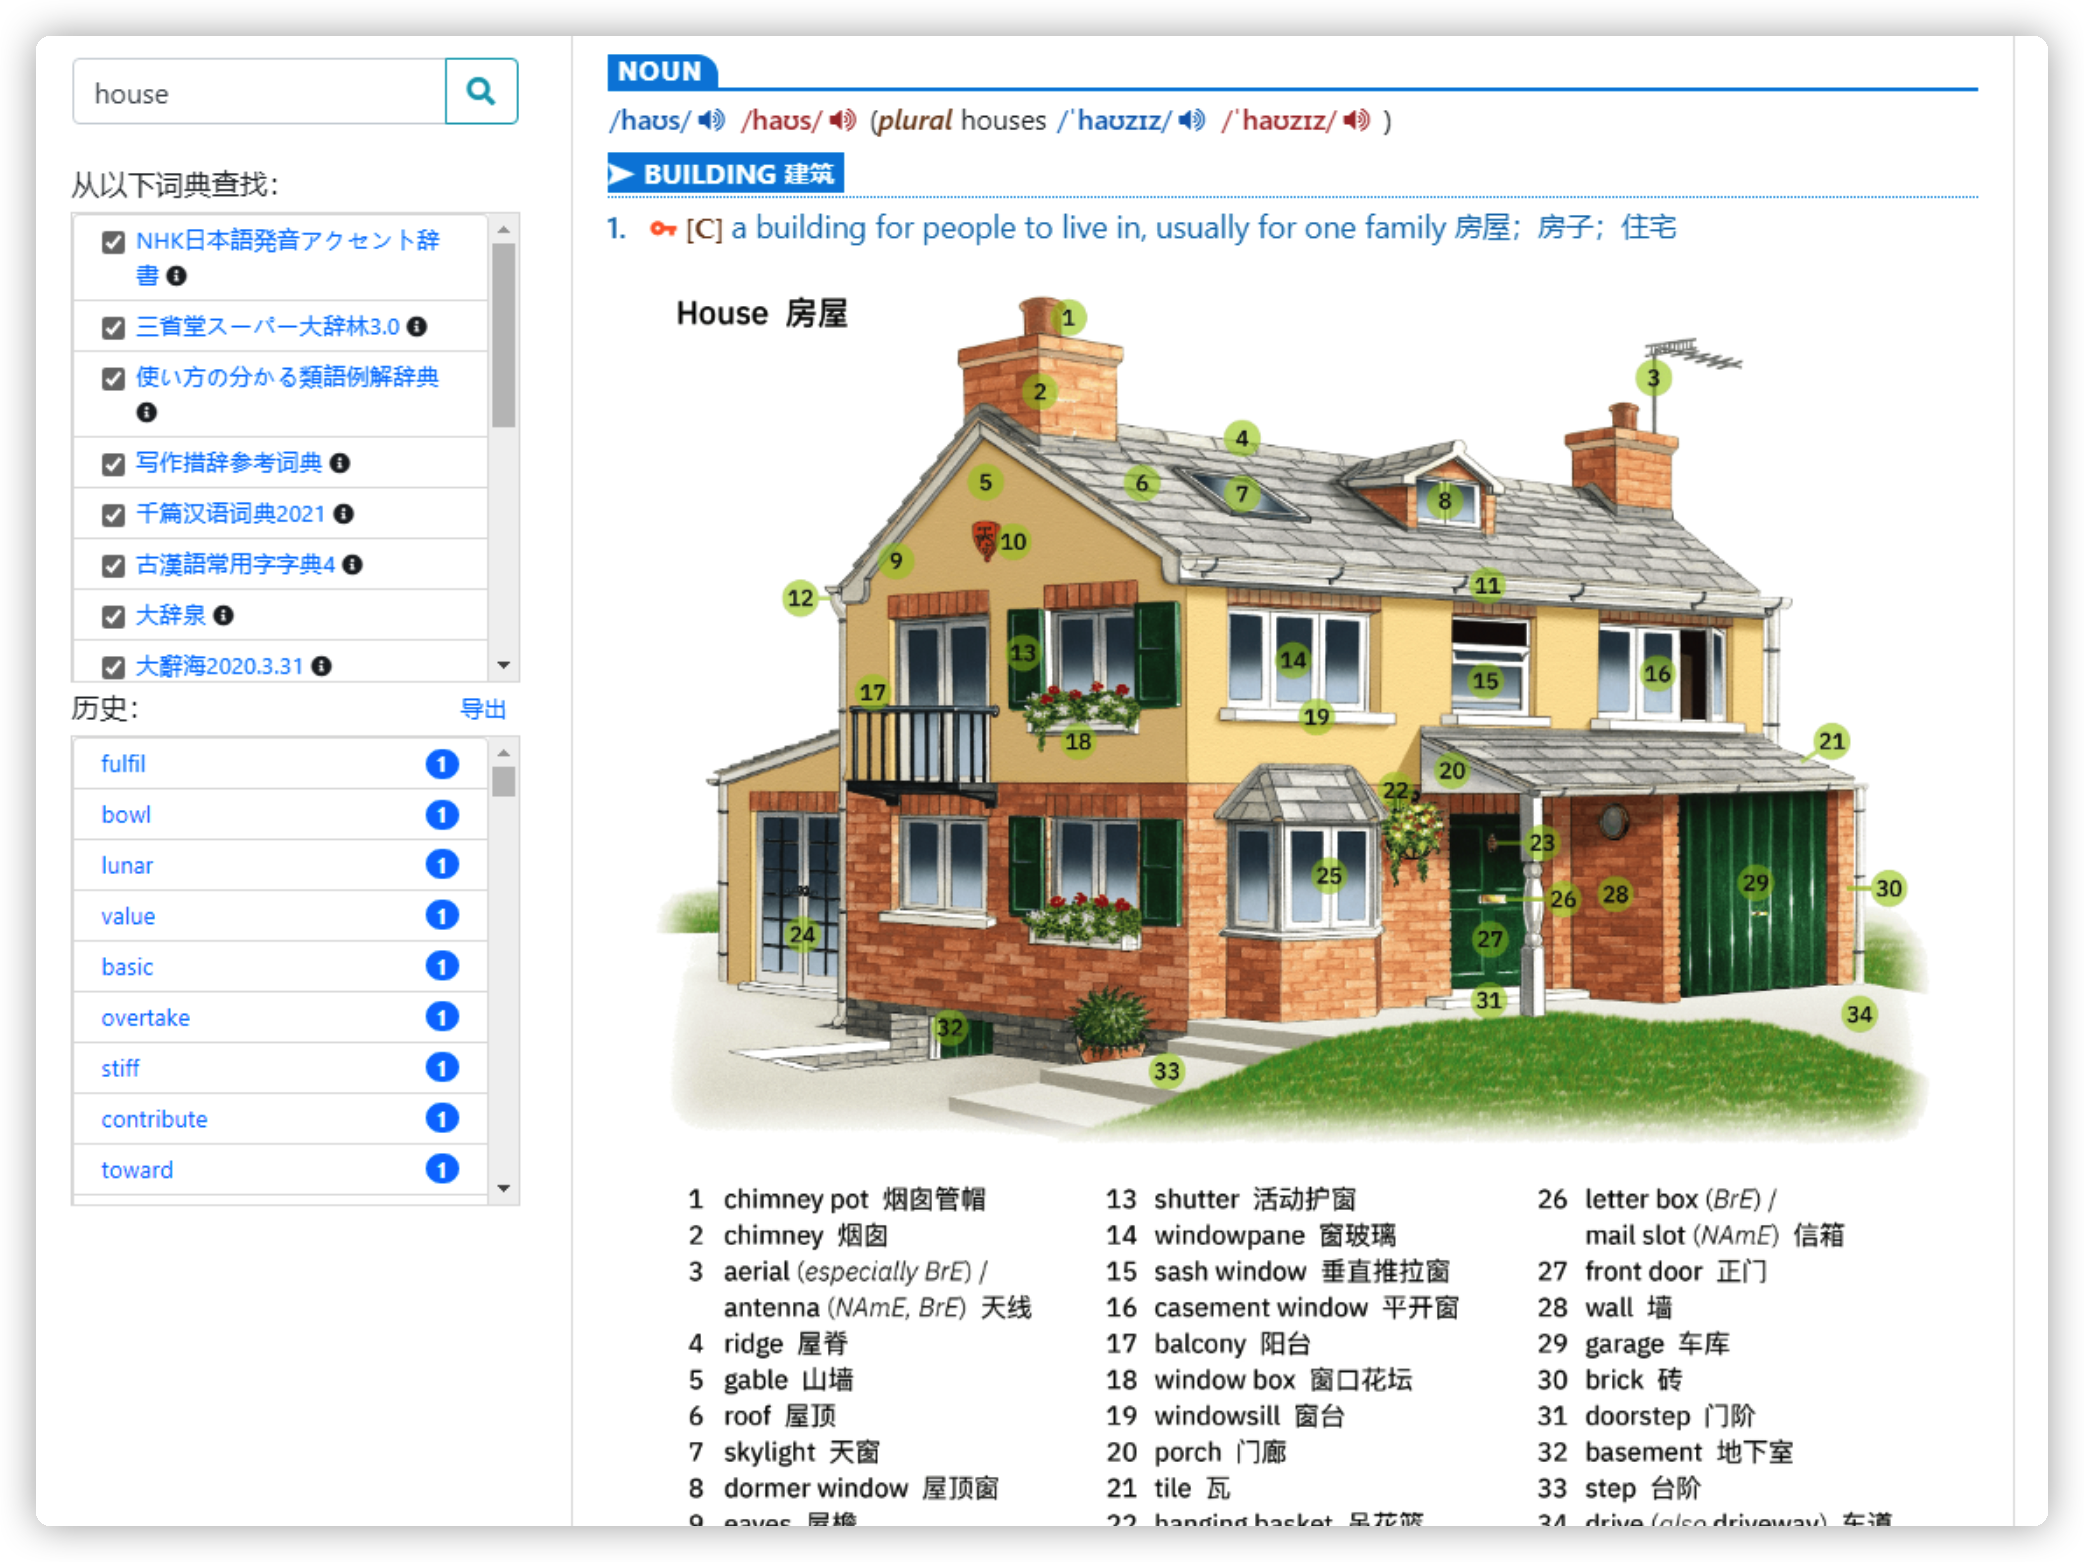 house
从以下词典查找：
NHK日本語発音アクセント辞
書
三省堂スーパー大辞林3.0
使い方の分かる類語例解辞典
写作措辞参考词典
千篇汉语词典2021
古漢語常用字字典4
大辞泉
大辭海2020.3.31
历史：
导出
fulfil 1
bowl 1
lunar 1
value 1
basic 1
overtake 1
stiff 1
contribute 1
toward 1
NOUN
/haʊs/ /haʊs/ (plural houses /ˈhaʊzɪz/ /ˈhaʊzɪz/ )
BUILDING 建筑
1. [C] a building for people to live in, usually for one family 房屋；房子；住宅
House 房屋
1
2
3
4
5
6
7
8
9
10
11
12
13
14
15
16
17
18
19
20
21
22
23
24
25
26
27
28
29
30
31
32
33
34
1 chimney pot 烟囱管帽
2 chimney 烟囱
3 aerial (especially BrE) /
antenna (NAmE, BrE) 天线
4 ridge 屋脊
5 gable 山墙
6 roof 屋顶
7 skylight 天窗
8 dormer window 屋顶窗
9 eaves 屋檐
13 shutter 活动护窗
14 windowpane 窗玻璃
15 sash window 垂直推拉窗
16 casement window 平开窗
17 balcony 阳台
18 window box 窗口花坛
19 windowsill 窗台
20 porch 门廊
21 tile 瓦
22 hanging basket 吊花篮
26 letter box (BrE) /
mail slot (NAmE) 信箱
27 front door 正门
28 wall 墙
29 garage 车库
30 brick 砖
31 doorstep 门阶
32 basement 地下室
33 step 台阶
34 drive (also driveway) 车道